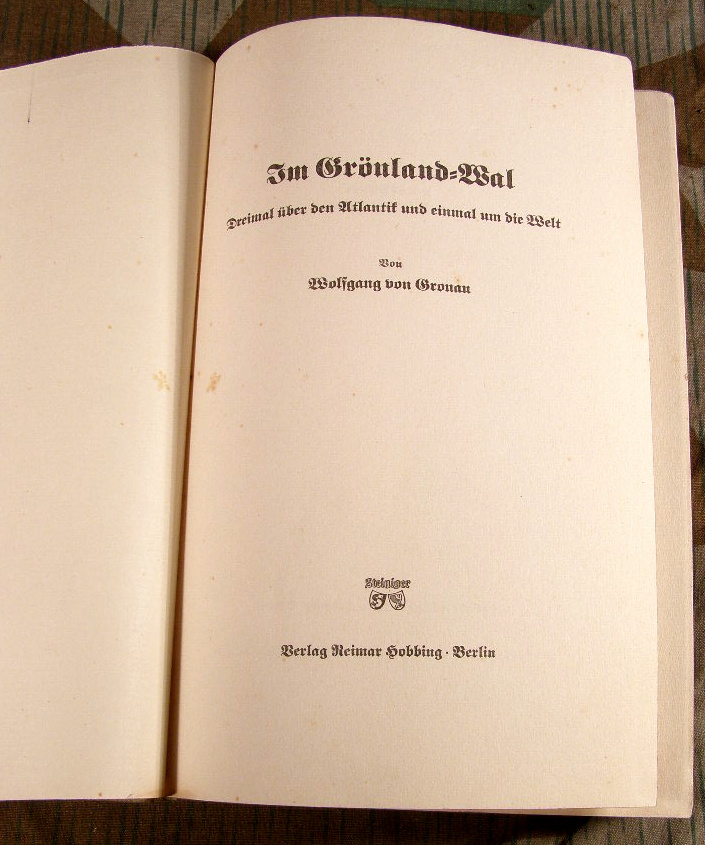 Im Grönland-Wal
Dreimal über den Atlantik und einmal um die Welt
Von
Wolfgang von Gronau
Steiniger
Verlag Reimar Hobbing · Berlin